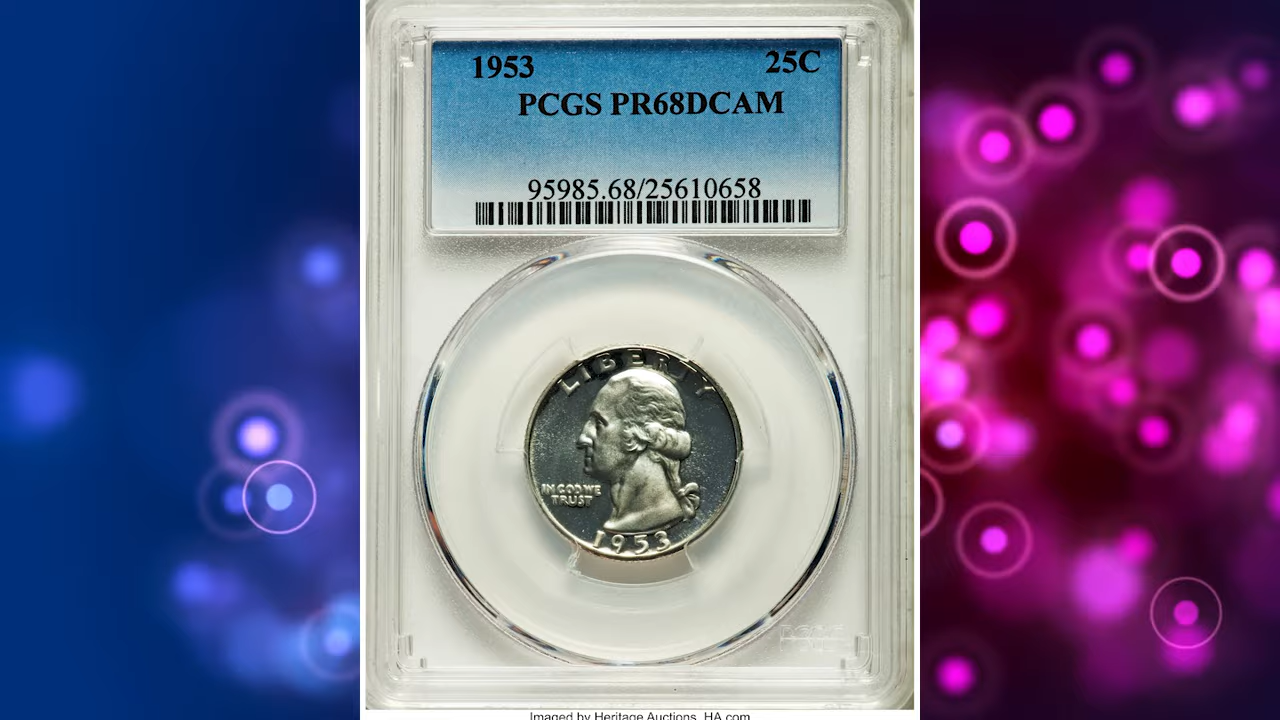 1953 25C
PCGS PR68DCAM
95985.68/25610658
LIBERTY
IN GOD WE
TRUST
1953
PCGS
Imaged by Heritage Auctions, HA.com